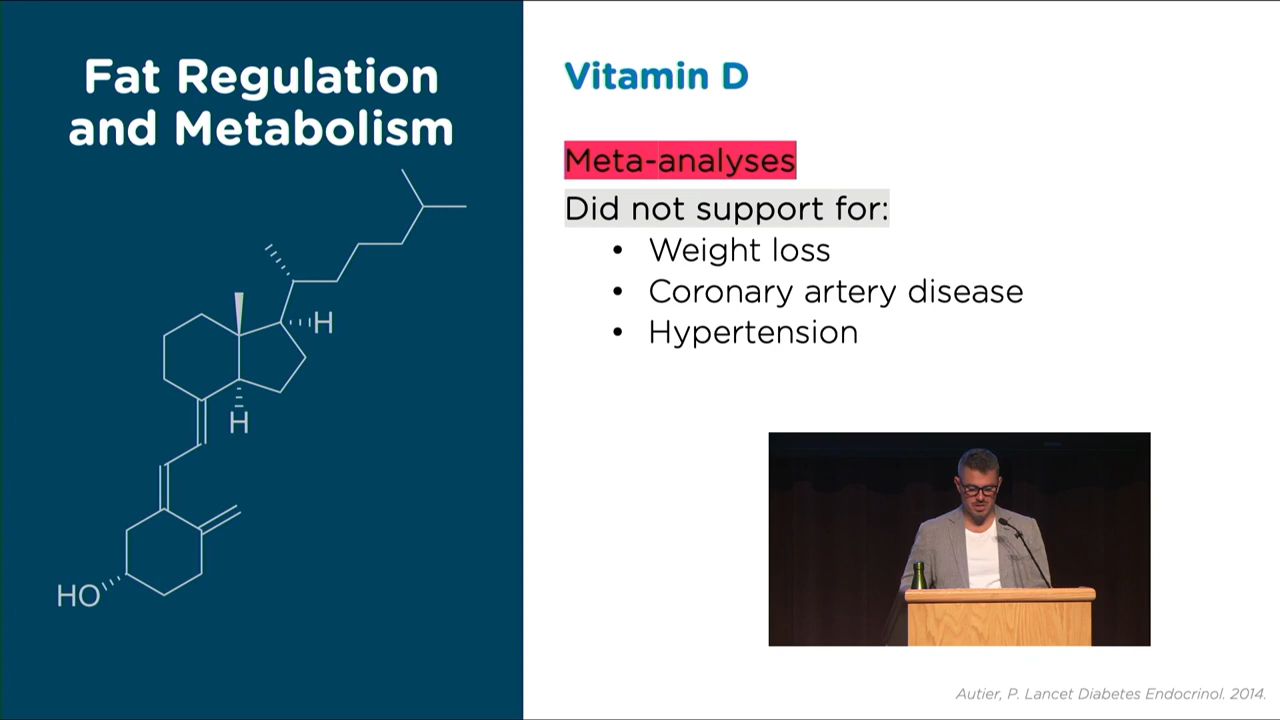 Fat Regulation
and Metabolism
H
H
HO
Vitamin D
Meta-analyses
Did not support for:
• Weight loss
• Coronary artery disease
• Hypertension
Autier, P. Lancet Diabetes Endocrinol. 2014.